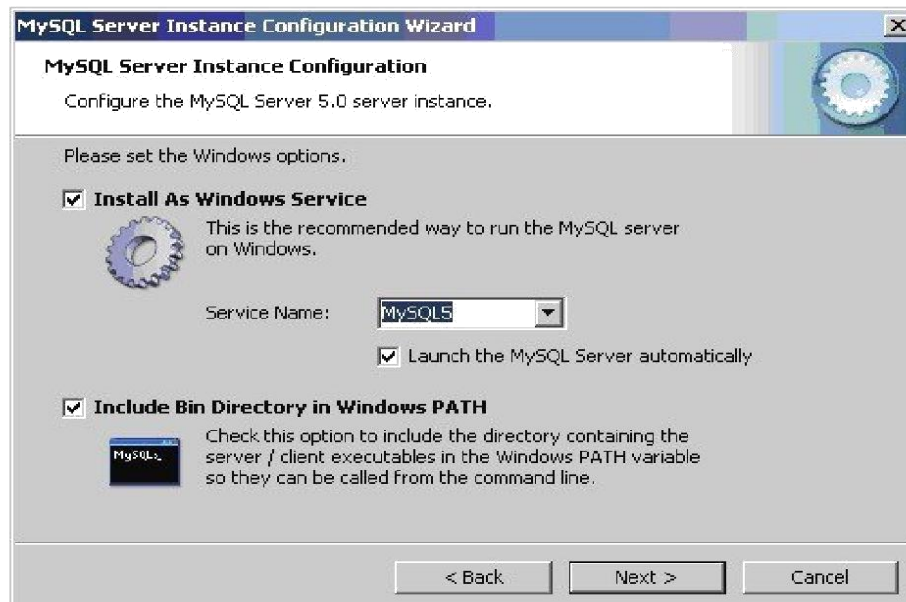 MySQL Server Instance Configuration Wizard
MySQL Server Instance Configuration
Configure the MySQL Server 5.0 server instance.
Please set the Windows options.
Install As Windows Service
This is the recommended way to run the MySQL server
on Windows.
Service Name: MySQL5
Launch the MySQL Server automatically
Include Bin Directory in Windows PATH
MySQL>_
Check this option to include the directory containing the
server / client executables in the Windows PATH variable
so they can be called from the command line.
< Back Next > Cancel